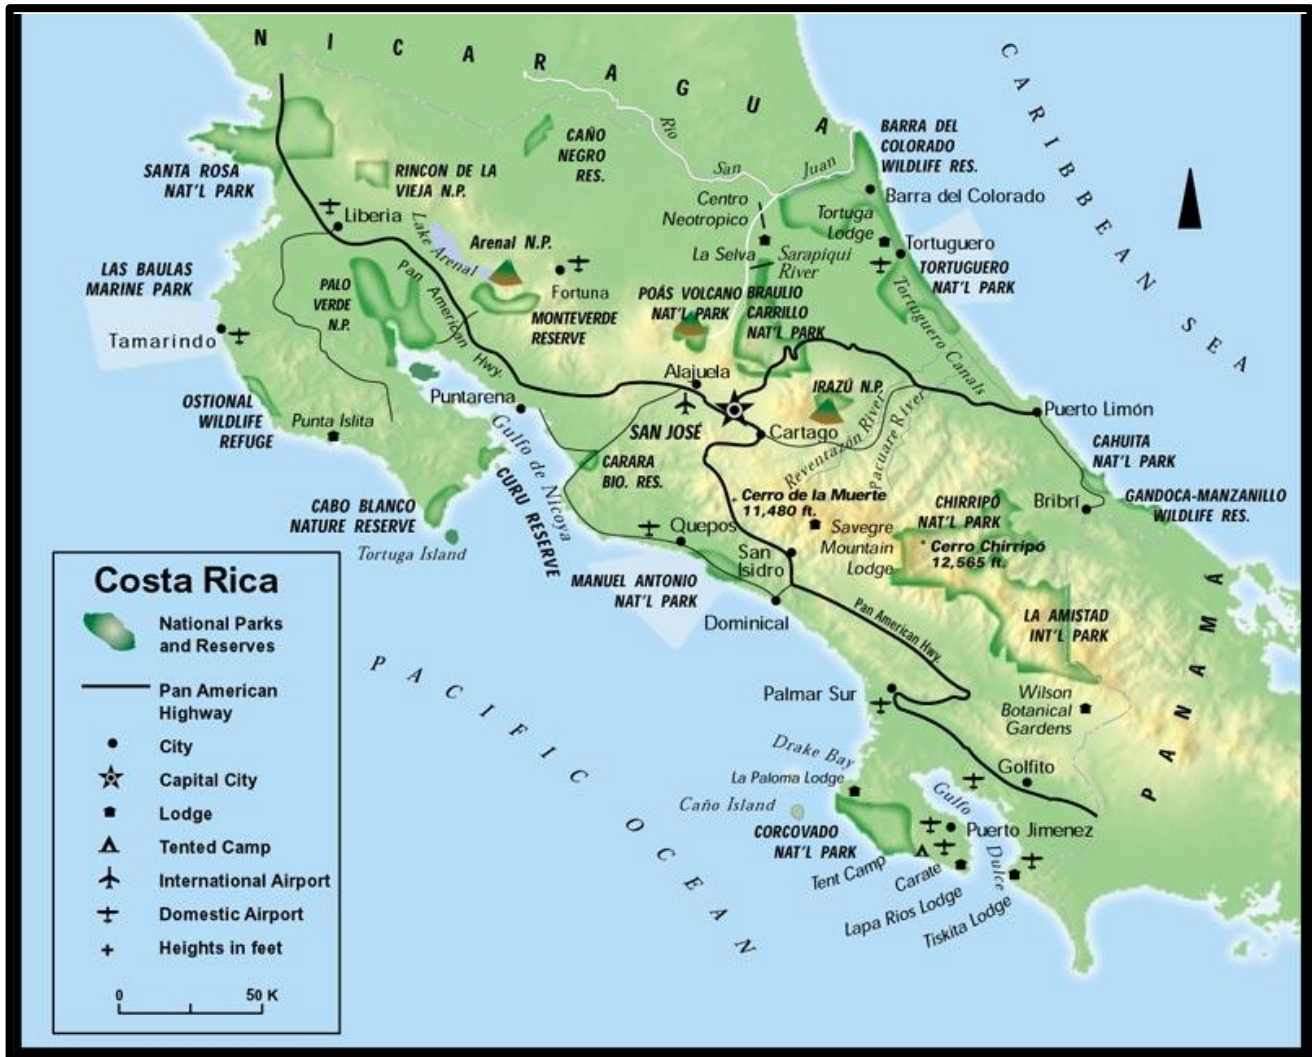 NICARAGUA
CARIBBEAN SEA
BARRA DEL
COLORADO
WILDLIFE RES.
CAÑO
NEGRO
RES.
Río
San
Juan
SANTA ROSA
NAT'L PARK
RINCON DE LA
VIEJA N.P.
Centro
Neotropico
Barra del Colorado
Liberia
Tortuga
Lodge
Lake Arenal
Arenal N.P.
La Selva
Sarapiqui
River
Tortuguero
TORTUGUERO
NAT'L PARK
LAS BAULAS
MARINE PARK
PALO
VERDE
N.P.
Pan American Hwy.
Fortuna
POÁS VOLCANO
NAT'L PARK
BRAULIO
CARRILLO
NAT'L PARK
Tortuguero Canals
MONTEVERDE
RESERVE
Tamarindo
Alajuela
IRAZÚ N.P.
Puntarena
OSTIONAL
WILDLIFE
REFUGE
Punta Islita
SAN JOSÉ
Cartago
Reventazón River
Pacuare River
Puerto Limón
Gulfo de Nicoya
CURU RESERVE
CARARA
BIO. RES.
CAHUITA
NAT'L PARK
CABO BLANCO
NATURE RESERVE
Tortuga Island
Cerro de la Muerte
11,480 ft.
CHIRRIPÓ
NAT'L PARK
Bribrí
GANDOCA-MANZANILLO
WILDLIFE RES.
Quepos
Savegre
Mountain
Lodge
Cerro Chirripó
12,565 ft.
San
Isidro
MANUEL ANTONIO
NAT'L PARK
Dominical
Pan American Hwy.
LA AMISTAD
INT'L PARK
PANAMÁ
PACIFIC OCEAN
Palmar Sur
Wilson
Botanical
Gardens
Drake Bay
La Paloma Lodge
Golfito
Caño Island
Gulfo Dulce
CORCOVADO
NAT'L PARK
Puerto Jimenez
Tent Camp
Carate
Lapa Rios Lodge
Tiskita Lodge
Costa Rica
National Parks
and Reserves
Pan American
Highway
City
Capital City
Lodge
Tented Camp
International Airport
Domestic Airport
Heights in feet
0 50 K